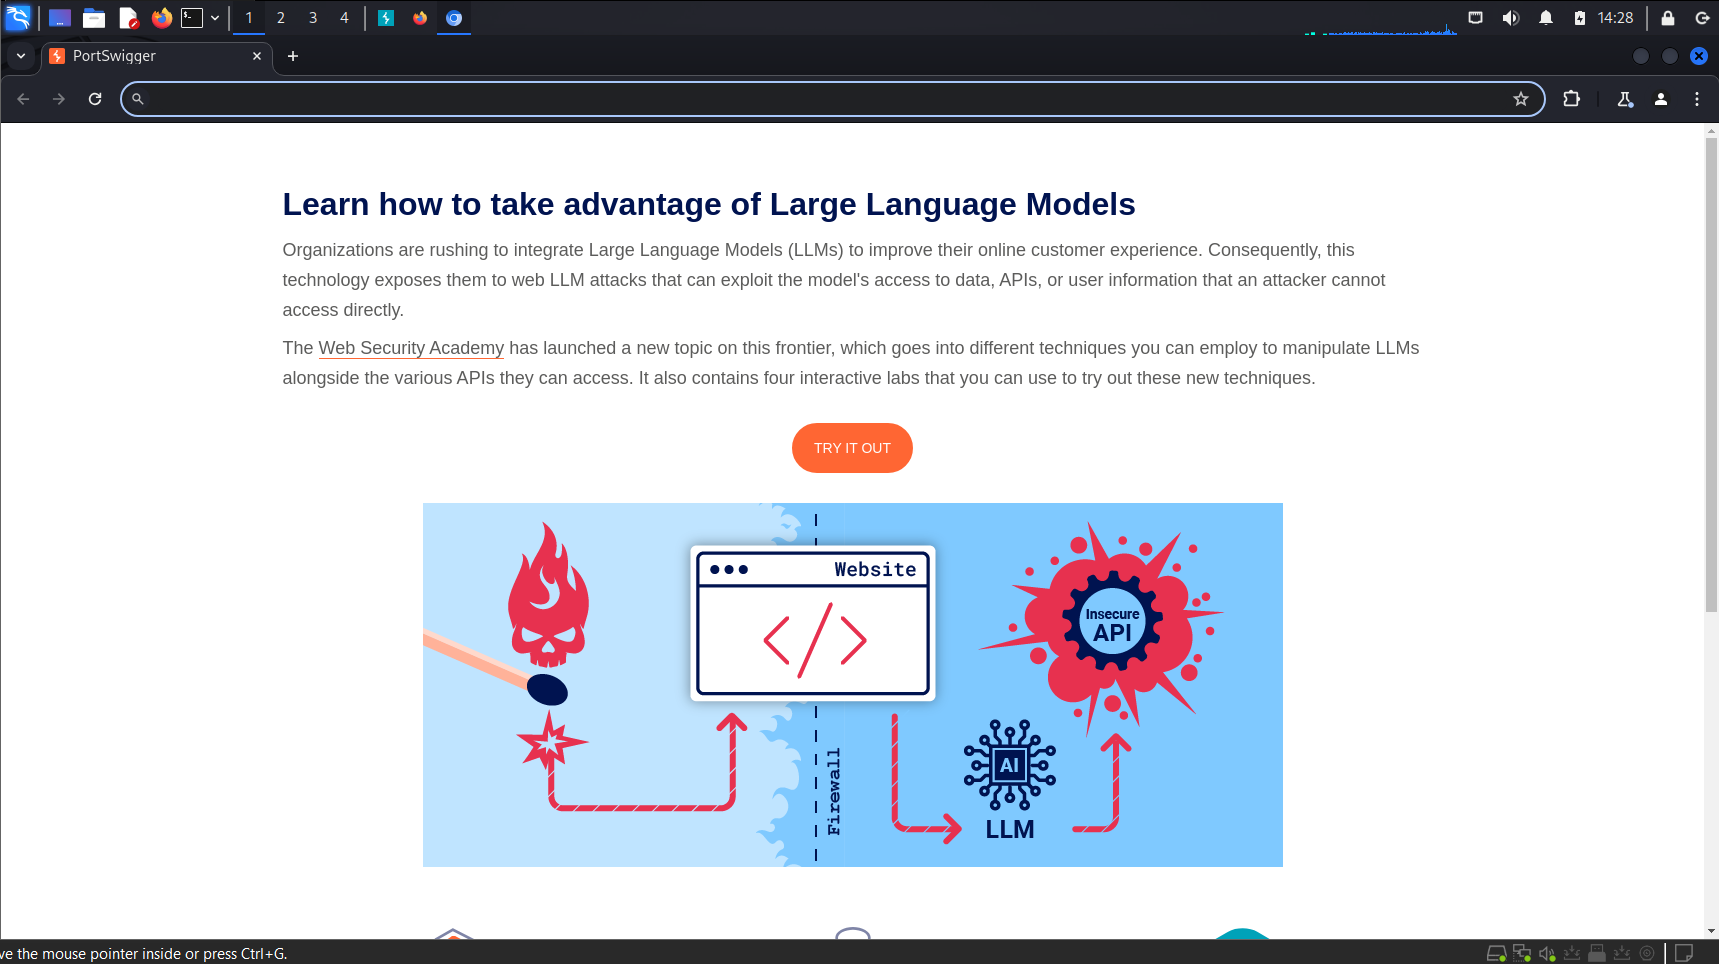 1 2 3 4 14:28
PortSwigger
Learn how to take advantage of Large Language Models
Organizations are rushing to integrate Large Language Models (LLMs) to improve their online customer experience. Consequently, this
technology exposes them to web LLM attacks that can exploit the model's access to data, APIs, or user information that an attacker cannot
access directly.
The Web Security Academy has launched a new topic on this frontier, which goes into different techniques you can employ to manipulate LLMs
alongside the various APIs they can access. It also contains four interactive labs that you can use to try out these new techniques.
TRY IT OUT
Website
Insecure
API
Firewall
AI
LLM
ve the mouse pointer inside or press Ctrl+G.